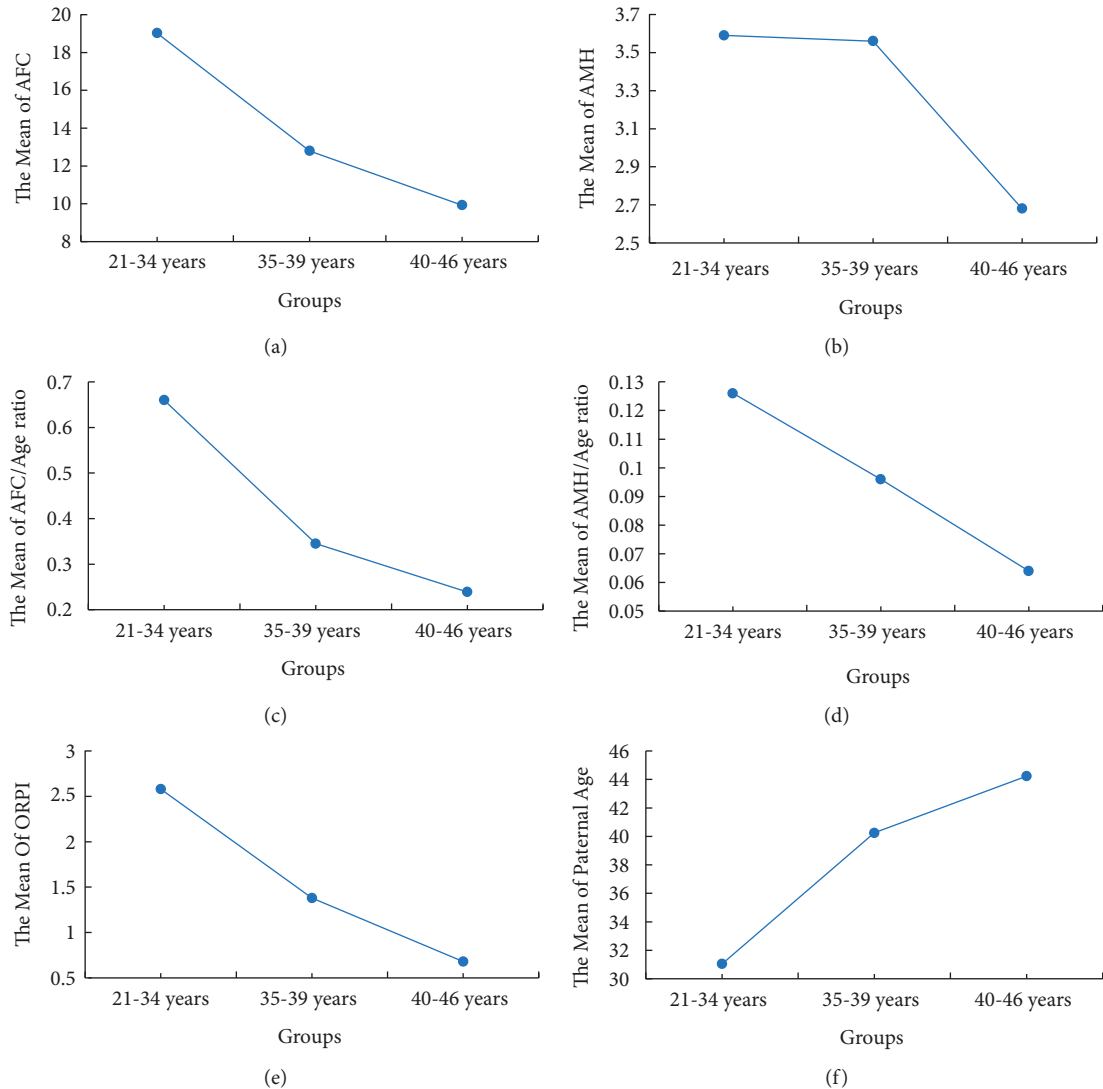 The Mean of AFC
20
18
16
14
12
10
8
21-34 years 35-39 years 40-46 years
Groups
(a)
The Mean of AMH
3.7
3.5
3.3
3.1
2.9
2.7
2.5
21-34 years 35-39 years 40-46 years
Groups
(b)
The Mean of AFC/Age ratio
0.7
0.6
0.5
0.4
0.3
0.2
21-34 years 35-39 years 40-46 years
Groups
(c)
The Mean of AMH/Age ratio
0.13
0.12
0.11
0.1
0.09
0.08
0.07
0.06
0.05
21-34 years 35-39 years 40-46 years
Groups
(d)
The Mean Of ORPI
3
2.5
2
1.5
1
0.5
21-34 years 35-39 years 40-46 years
Groups
(e)
The Mean of Paternal Age
46
44
42
40
38
36
34
32
30
21-34 years 35-39 years 40-46 years
Groups
(f)